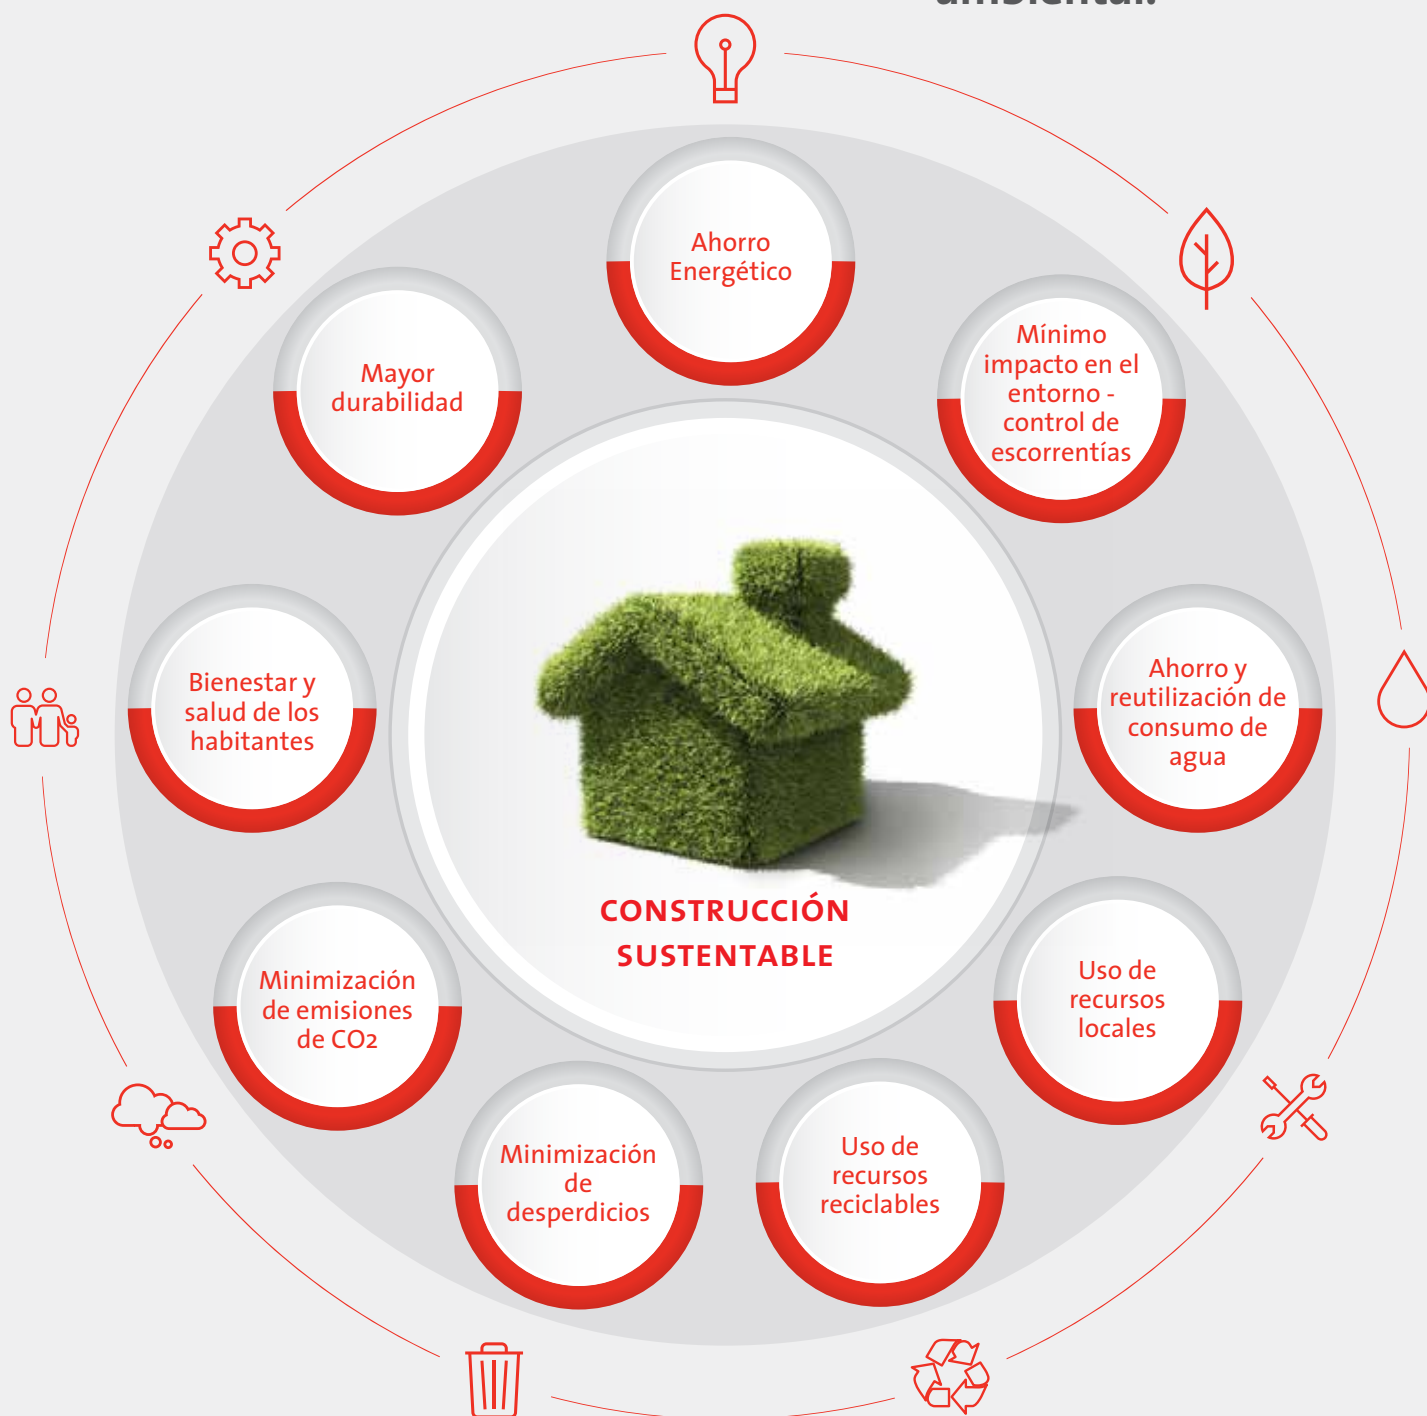 ambiental.
Ahorro
Energético
Mínimo
impacto en el
entorno -
control de
escorrentías
Mayor
durabilidad
Ahorro y
reutilización de
consumo de
agua
Bienestar y
salud de los
habitantes
CONSTRUCCIÓN
SUSTENTABLE
Uso de
recursos
locales
Minimización
de emisiones
de CO2
Uso de
recursos
reciclables
Minimización
de
desperdicios